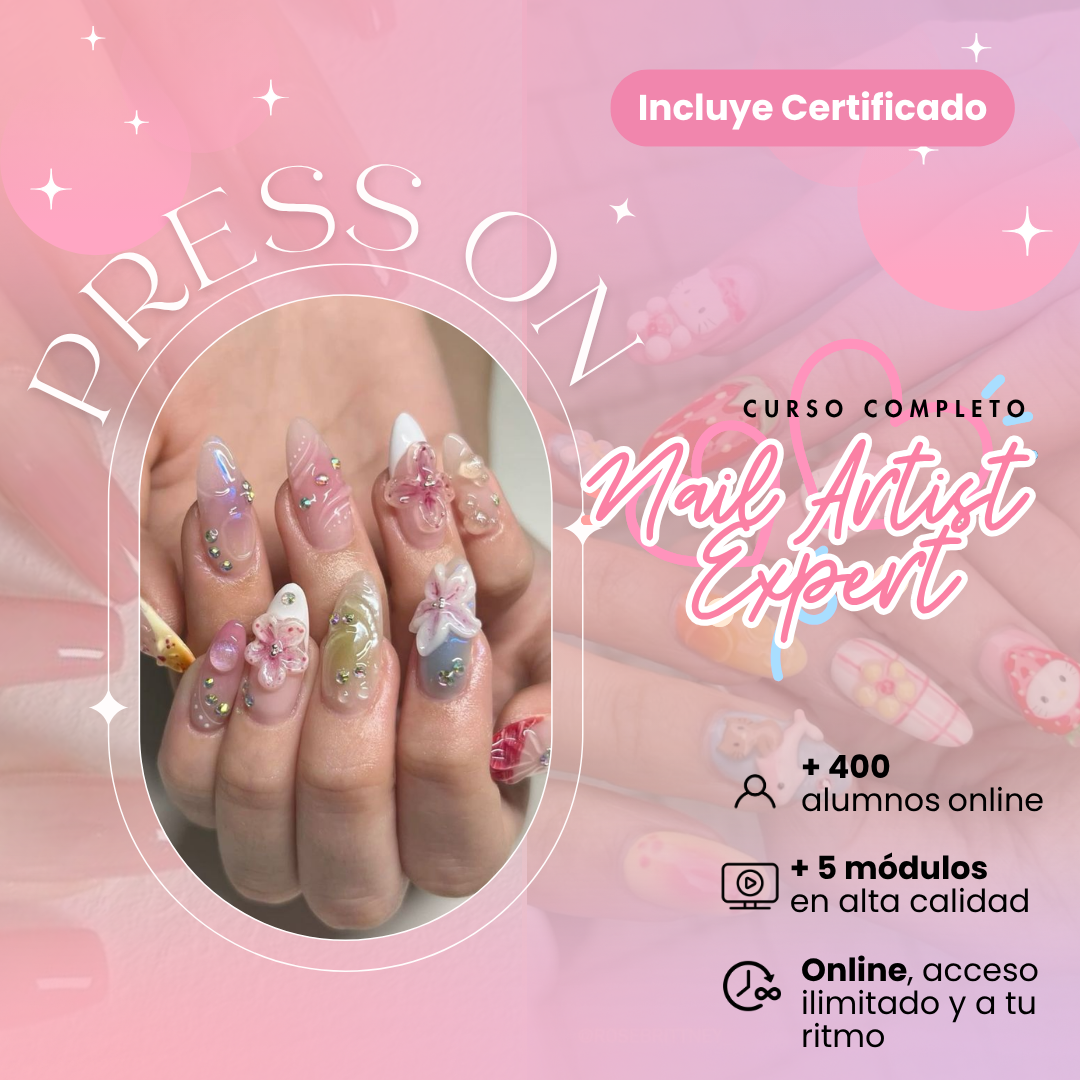 Incluye Certificado
PRESS ON
CURSO COMPLETO
Nail Artist
Expert
+ 400
alumnos online
+ 5 módulos
en alta calidad
Online, acceso
ilimitado y a tu
ritmo